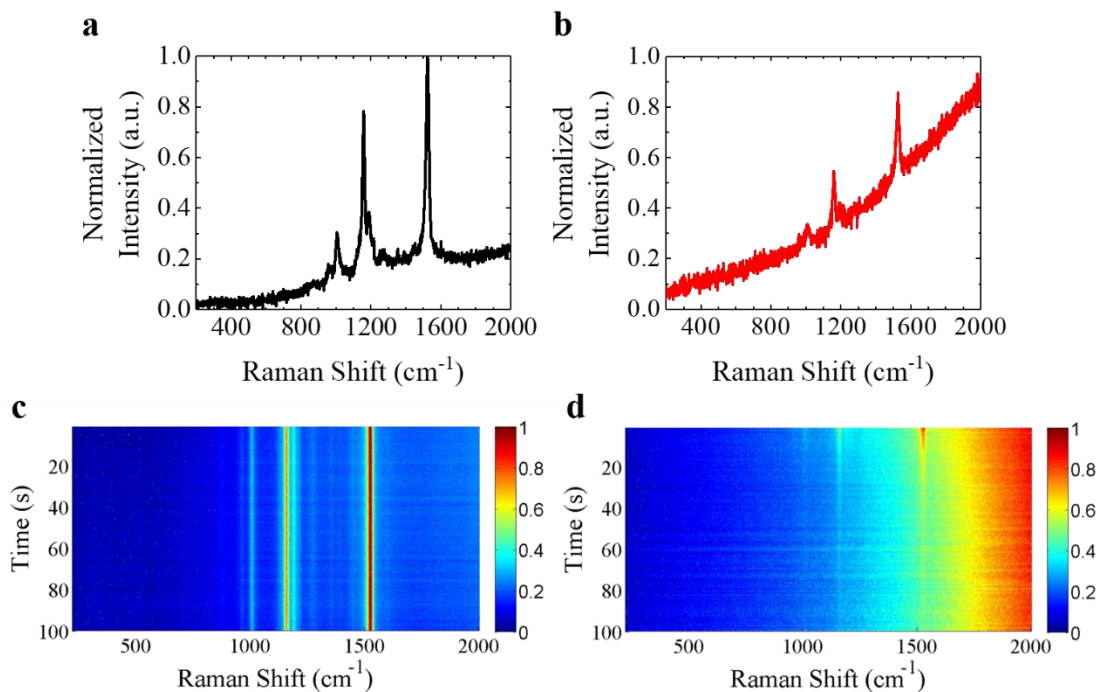 a
b
1.0
0.8
0.6
0.4
0.2
0.0
Normalized
Intensity (a.u.)
400 800 1200 1600 2000
Raman Shift (cm⁻¹)
1.0
0.8
0.6
0.4
0.2
0.0
Normalized
Intensity (a.u.)
400 800 1200 1600 2000
Raman Shift (cm⁻¹)
c
d
20
40
60
80
100
Time (s)
500 1000 1500 2000
Raman Shift (cm⁻¹)
1
0.8
0.6
0.4
0.2
0
20
40
60
80
100
Time (s)
500 1000 1500 2000
Raman Shift (cm⁻¹)
1
0.8
0.6
0.4
0.2
0